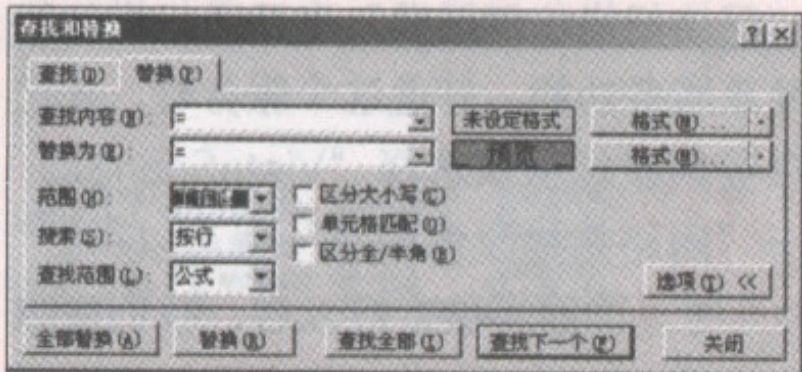 查找和替换
查找(D) 替换(P)
查找内容(N): = 未设定格式 格式(M)...
替换为(E): = 预览 格式(M)...
范围(H): 区分大小写(C)
单元格匹配(O)
搜索(S): 按行 区分全/半角(B)
查找范围(L): 公式 选项(T) <<
全部替换(A) 替换(R) 查找全部(I) 查找下一个(F) 关闭